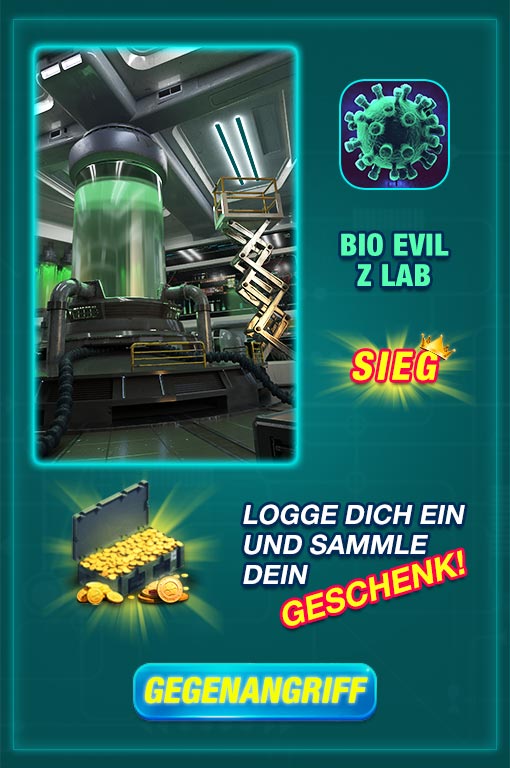 BIO EVIL
Z LAB
SIEG
LOGGE DICH EIN
UND SAMMLE
DEIN
GESCHENK!
GEGENANGRIFF